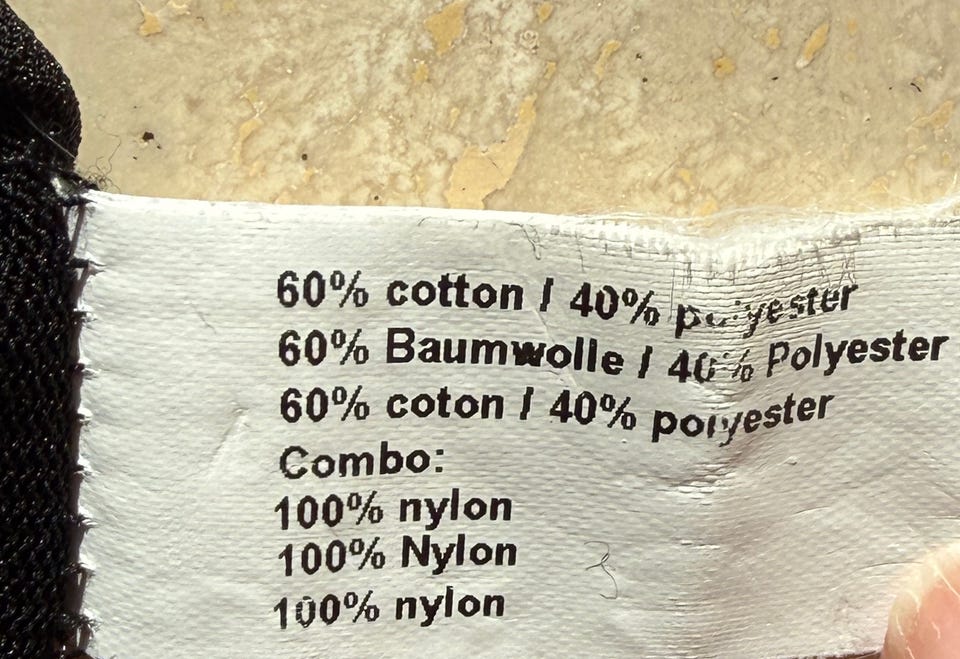 60% cotton / 40% polyester
60% Baumwolle / 40% Polyester
60% coton / 40% polyester
Combo:
100% nylon
100% Nylon
100% nylon